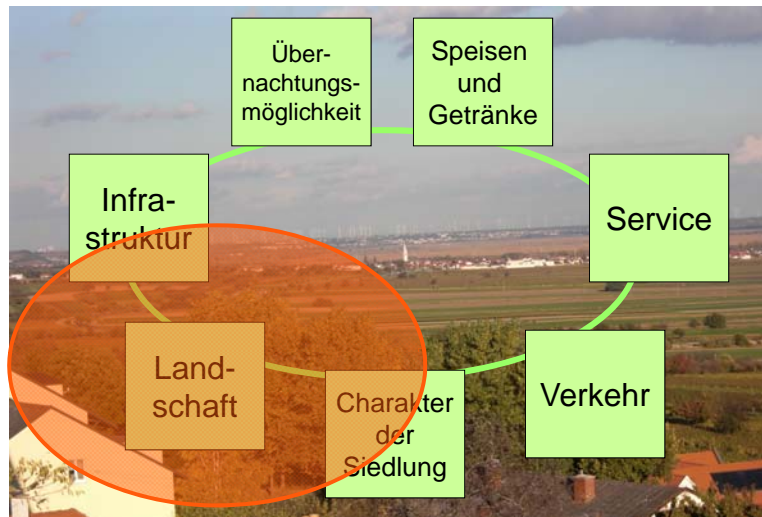 Über-
nachtungs-
möglichkeit
Speisen
und
Getränke
Infra-
struktur
Service
Land-
schaft
Charakter
der
Siedlung
Verkehr